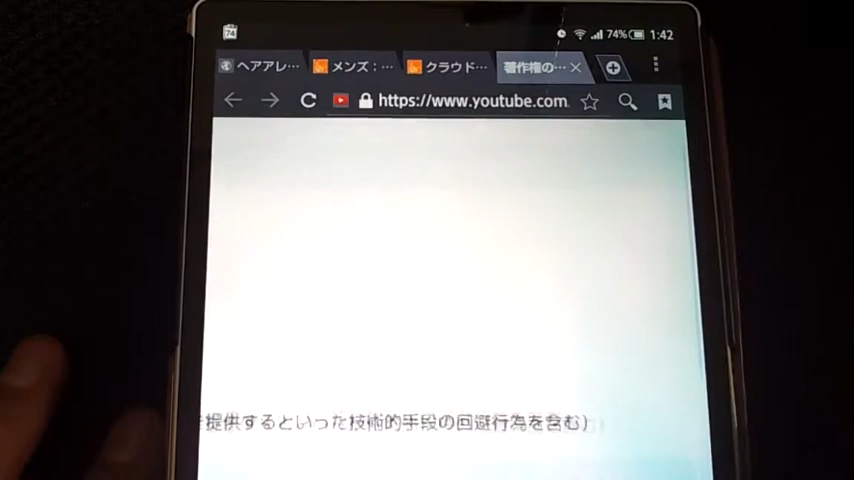 74 74% 1:42
ヘアアレ… メンズ：… クラウド… 著作権の…
https://www.youtube.com
提供するといった技術的手段の回避行為を含む）